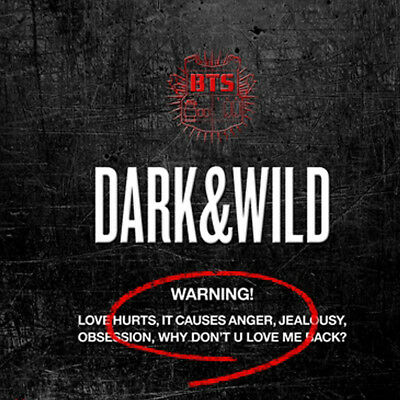 BTS
DARK&WILD
WARNING!
LOVE HURTS, IT CAUSES ANGER, JEALOUSY,
OBSESSION, WHY DON'T U LOVE ME BACK?